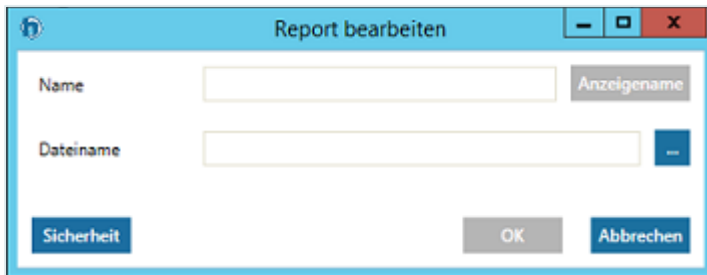 Report bearbeiten
Name
Anzeigename
Dateiname
...
Sicherheit
OK
Abbrechen